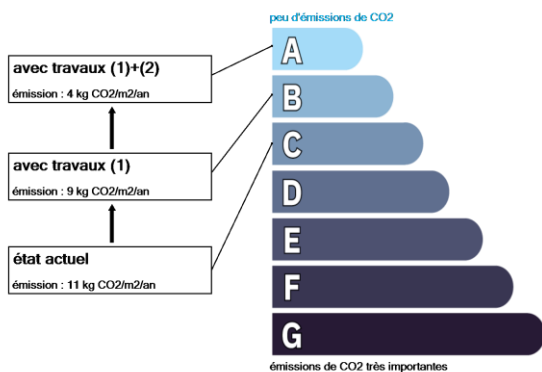 peu d'émissions de CO2
avec travaux (1)+(2)
émission : 4 kg CO2/m2/an
avec travaux (1)
émission : 9 kg CO2/m2/an
état actuel
émission : 11 kg CO2/m2/an
A
B
C
D
E
F
G
émissions de CO2 très importantes